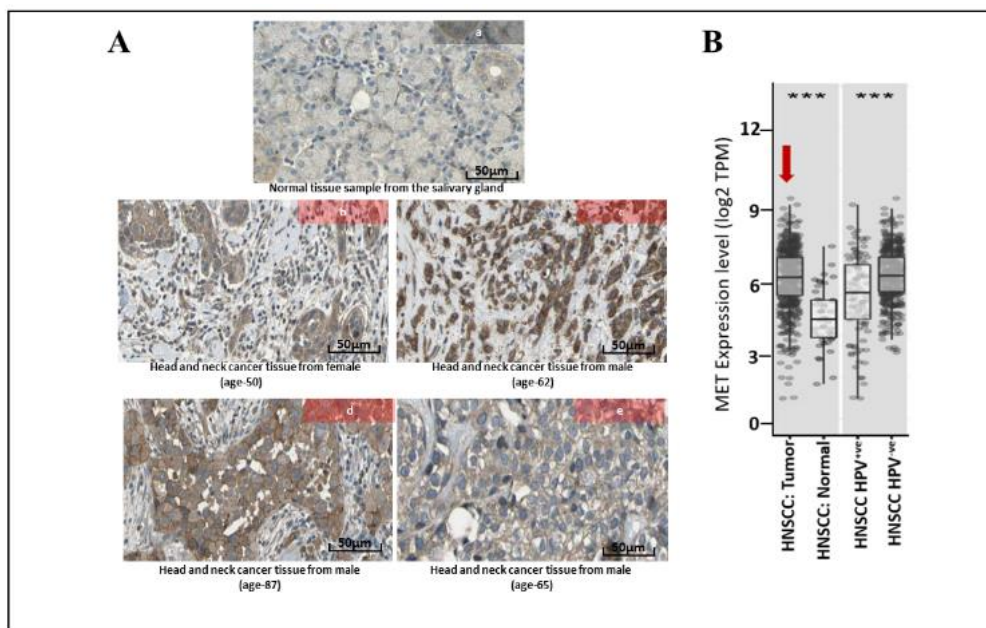 A
a
50µm
Normal tissue sample from the salivary gland
b
50µm
c
50µm
Head and neck cancer tissue from female
(age-50)
Head and neck cancer tissue from male
(age-62)
d
50µm
e
50µm
Head and neck cancer tissue from male
(age-87)
Head and neck cancer tissue from male
(age-65)
B
MET Expression level (log2 TPM)
*** ***
12
9
6
3
0
HNSCC: Tumor
HNSCC: Normal
HNSCC HPV+ve
HNSCC HPV-ve